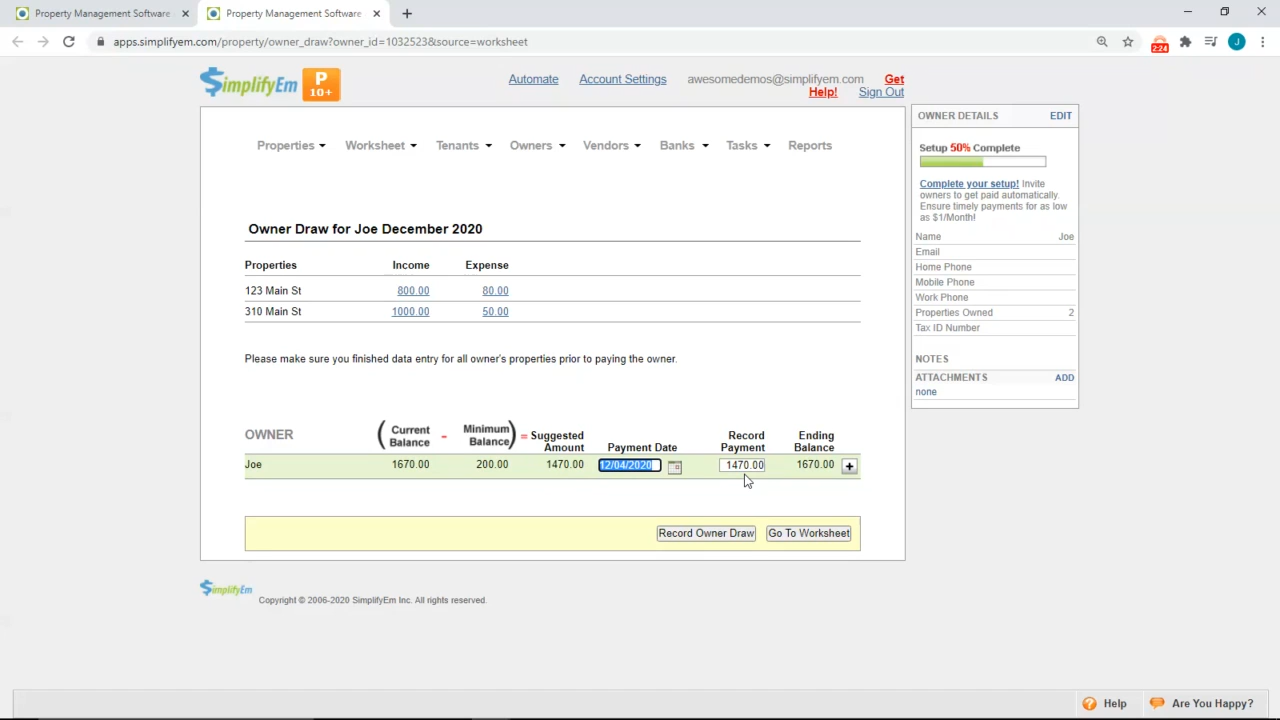 Property Management Software
Property Management Software
apps.simplifyem.com/property/owner_draw?owner_id=1032523&source=worksheet
2:24
J
$implifyEm
P
10+
Automate
Account Settings
awesomedemos@simplifyem.com
Get
Help!
Sign Out
Properties
Worksheet
Tenants
Owners
Vendors
Banks
Tasks
Reports
Owner Draw for Joe December 2020
Properties Income Expense
123 Main St 800.00 80.00
310 Main St 1000.00 50.00
Please make sure you finished data entry for all owner's properties prior to paying the owner.
OWNER ( Current Balance - Minimum Balance ) = Suggested Amount Payment Date Record Payment Ending Balance
Joe 1670.00 200.00 1470.00 12/04/2020 1470.00 1670.00 +
Record Owner Draw Go To Worksheet
$implifyEm Copyright © 2006-2020 SimplifyEm Inc. All rights reserved.
OWNER DETAILS EDIT
Setup 50% Complete
Complete your setup! Invite
owners to get paid automatically.
Ensure timely payments for as low
as $1/Month!
Name Joe
Email
Home Phone
Mobile Phone
Work Phone
Properties Owned 2
Tax ID Number
NOTES
ATTACHMENTS ADD
none
? Help
Are You Happy?